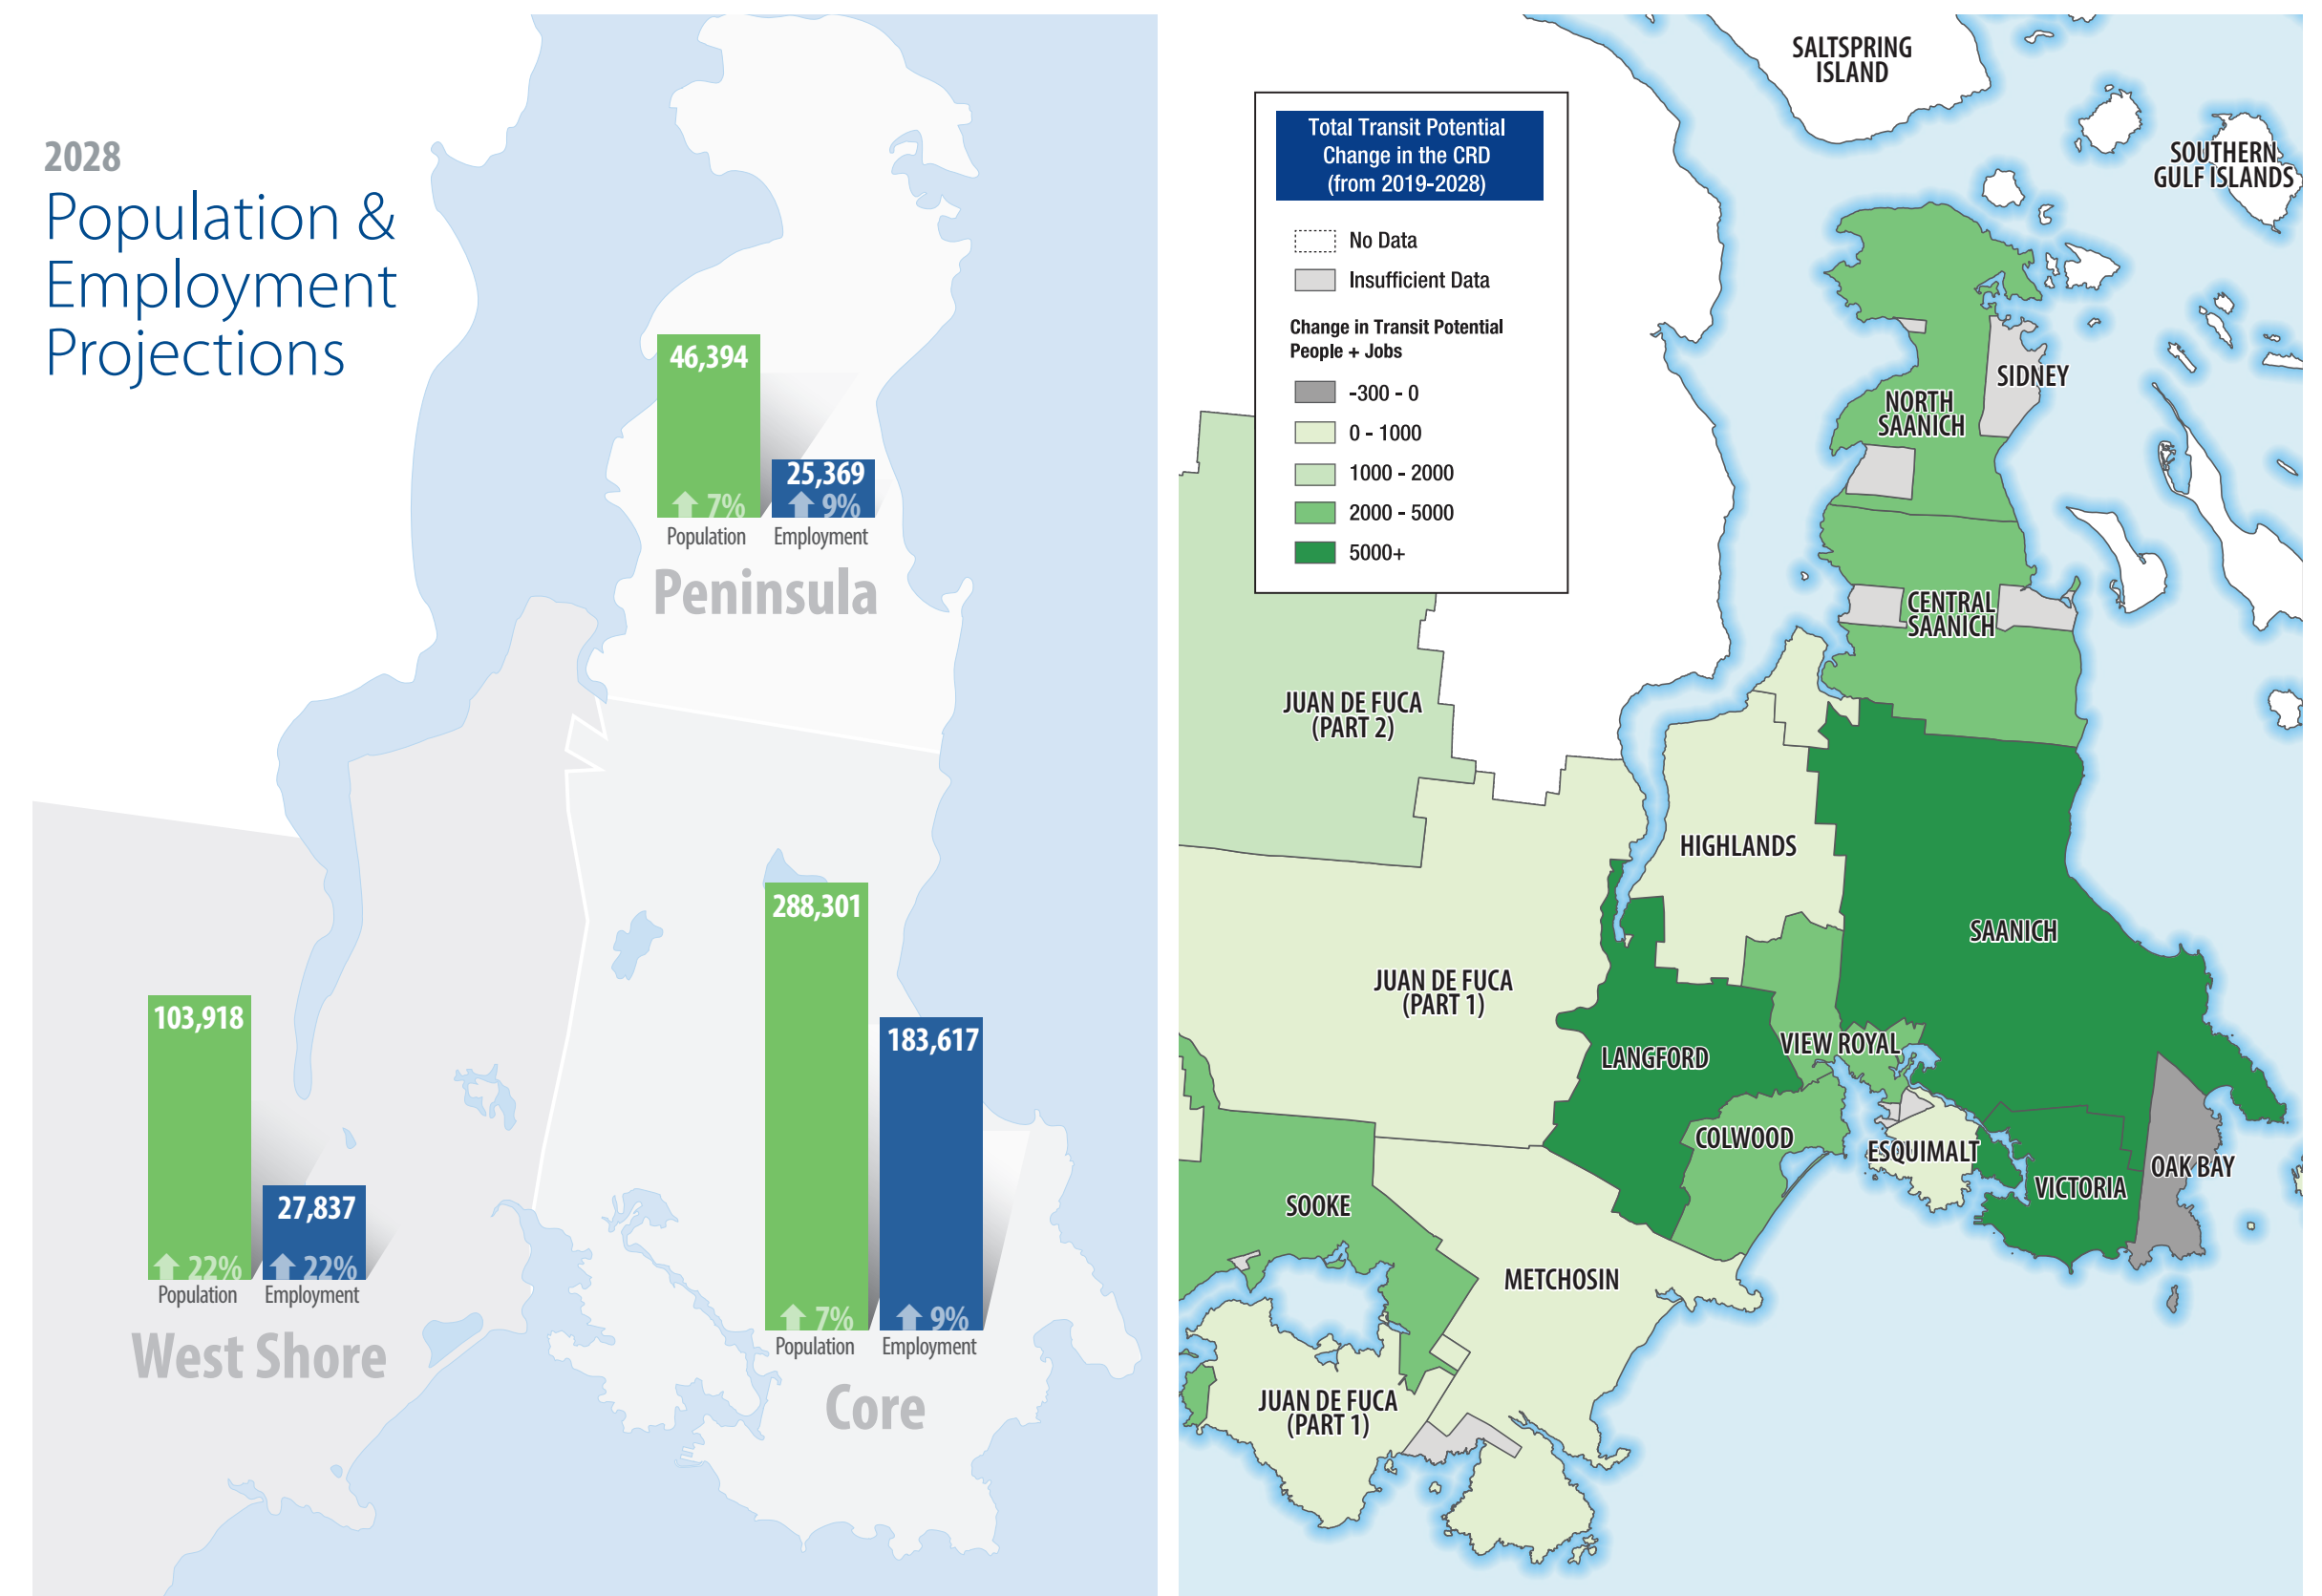 2028
Population &
Employment
Projections
46,394
7%
Population
25,369
9%
Employment
Peninsula
103,918
22%
Population
27,837
22%
Employment
West Shore
288,301
7%
Population
183,617
9%
Employment
Core
Total Transit Potential
Change in the CRD
(from 2019-2028)
No Data
Insufficient Data
Change in Transit Potential
People + Jobs
-300 - 0
0 - 1000
1000 - 2000
2000 - 5000
5000+
SALTSPRING
ISLAND
SOUTHERN
GULF ISLANDS
SIDNEY
NORTH
SAANICH
CENTRAL
SAANICH
JUAN DE FUCA
(PART 2)
HIGHLANDS
SAANICH
JUAN DE FUCA
(PART 1)
LANGFORD
VIEW ROYAL
COLWOOD
ESQUIMALT
OAK BAY
VICTORIA
SOOKE
METCHOSIN
JUAN DE FUCA
(PART 1)